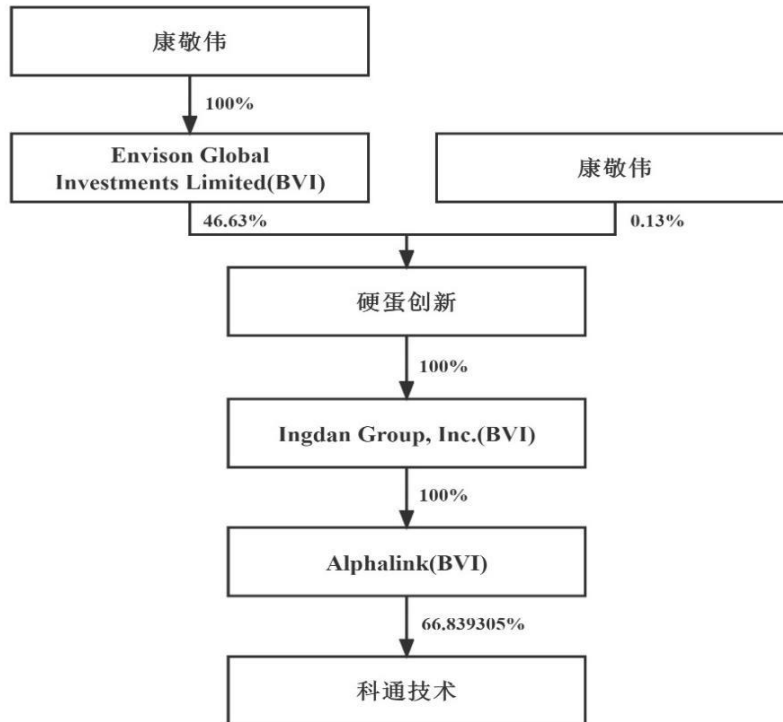 康敬伟
100%
Envison Global
Investments Limited(BVI)
康敬伟
46.63%
0.13%
硬蛋创新
100%
Ingdan Group, Inc.(BVI)
100%
Alphalink(BVI)
66.839305%
科通技术